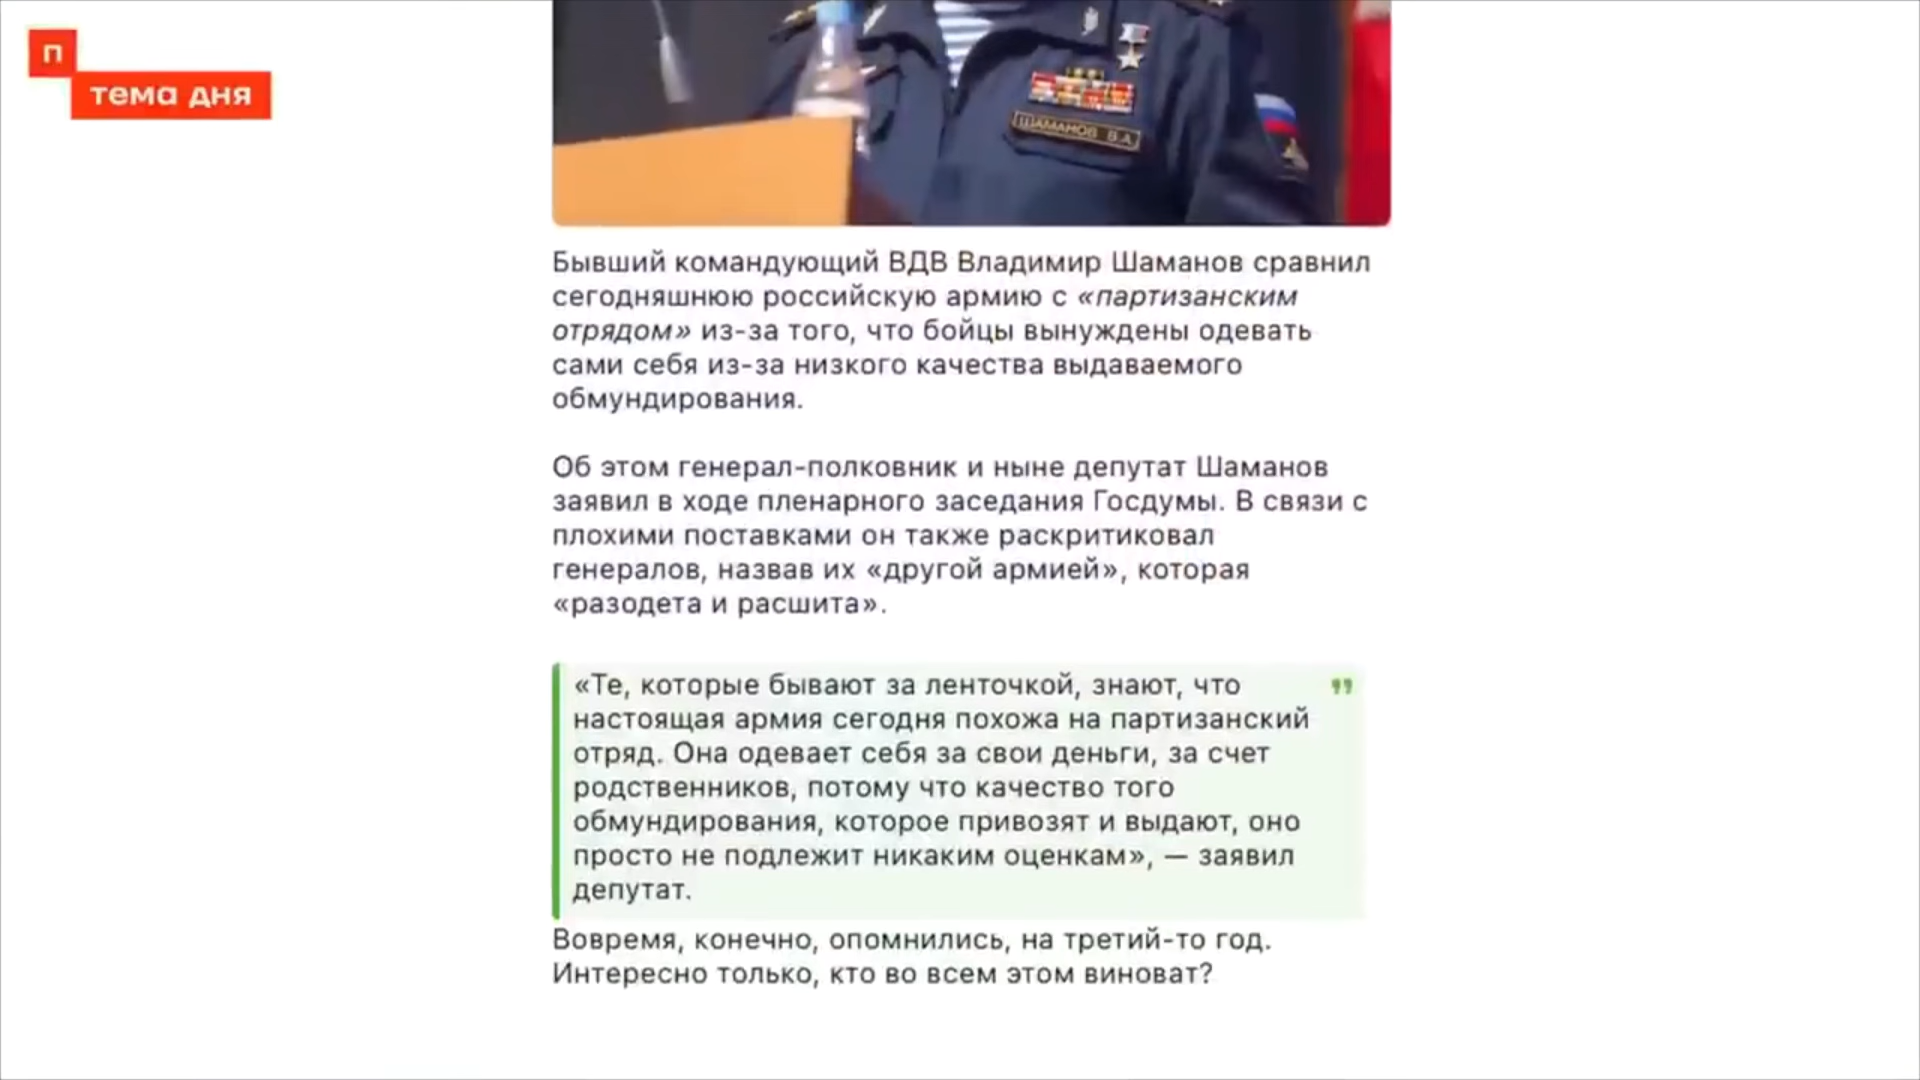 п
тема дня
ШАМАНОВ В.А.
Бывший командующий ВДВ Владимир Шаманов сравнил
сегодняшнюю российскую армию с «партизанским
отрядом» из-за того, что бойцы вынуждены одевать
сами себя из-за низкого качества выдаваемого
обмундирования.
Об этом генерал-полковник и ныне депутат Шаманов
заявил в ходе пленарного заседания Госдумы. В связи с
плохими поставками он также раскритиковал
генералов, назвав их «другой армией», которая
«разодета и расшита».
«Те, которые бывают за ленточкой, знают, что
настоящая армия сегодня похожа на партизанский
отряд. Она одевает себя за свои деньги, за счет
родственников, потому что качество того
обмундирования, которое привозят и выдают, оно
просто не подлежит никаким оценкам», — заявил
депутат.
Вовремя, конечно, опомнились, на третий-то год.
Интересно только, кто во всем этом виноват?